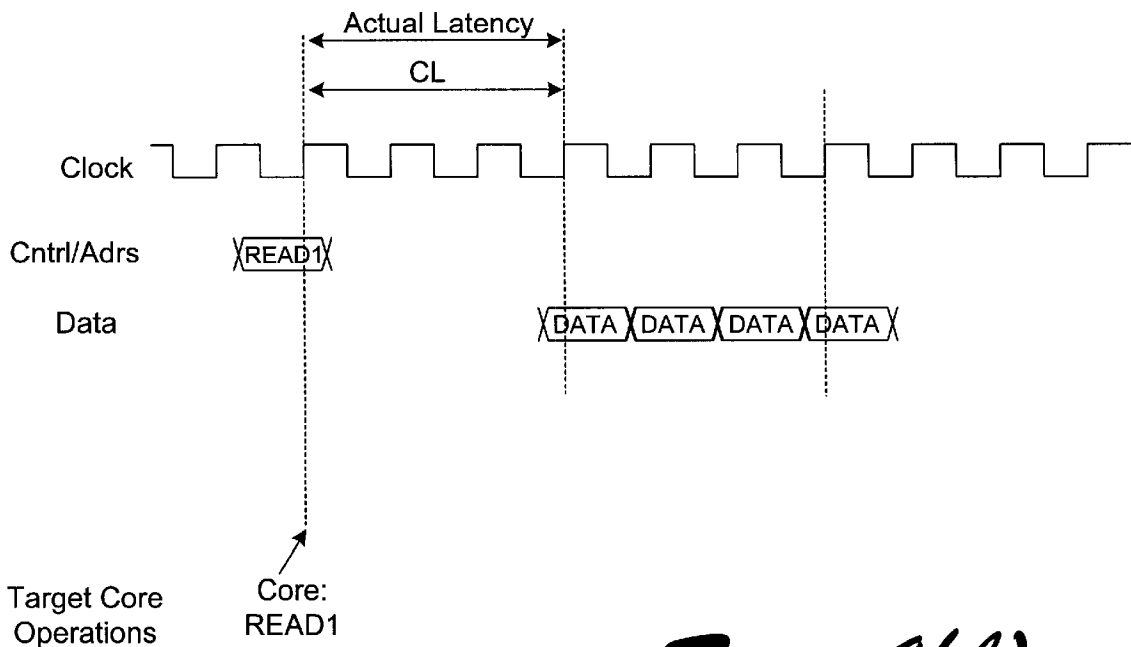 Actual Latency
CL
Clock
Cntrl/Adrs
READ1
Data
DATA DATA DATA DATA
Target Core
Operations
Core:
READ1